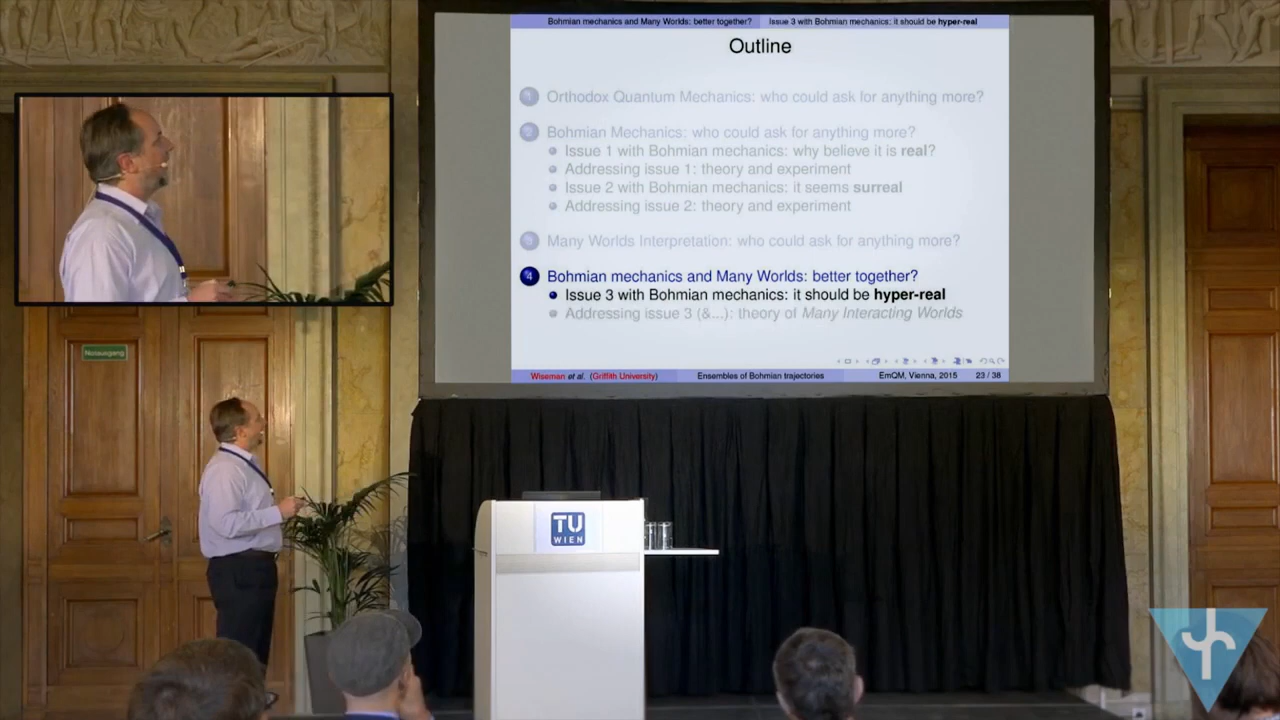 Bohmian mechanics and Many Worlds: better together? Issue 3 with Bohmian mechanics: it should be hyper-real
Outline
1 Orthodox Quantum Mechanics: who could ask for anything more?
2 Bohmian Mechanics: who could ask for anything more?
Issue 1 with Bohmian mechanics: why believe it is real?
Addressing issue 1: theory and experiment
Issue 2 with Bohmian mechanics: it seems surreal
Addressing issue 2: theory and experiment
3 Many Worlds Interpretation: who could ask for anything more?
4 Bohmian mechanics and Many Worlds: better together?
Issue 3 with Bohmian mechanics: it should be hyper-real
Addressing issue 3 (&...): theory of Many Interacting Worlds
Wiseman et al. (Griffith University) Ensembles of Bohmian trajectories EmQM, Vienna, 2015 23 / 38
Notausgang
TU
WIEN